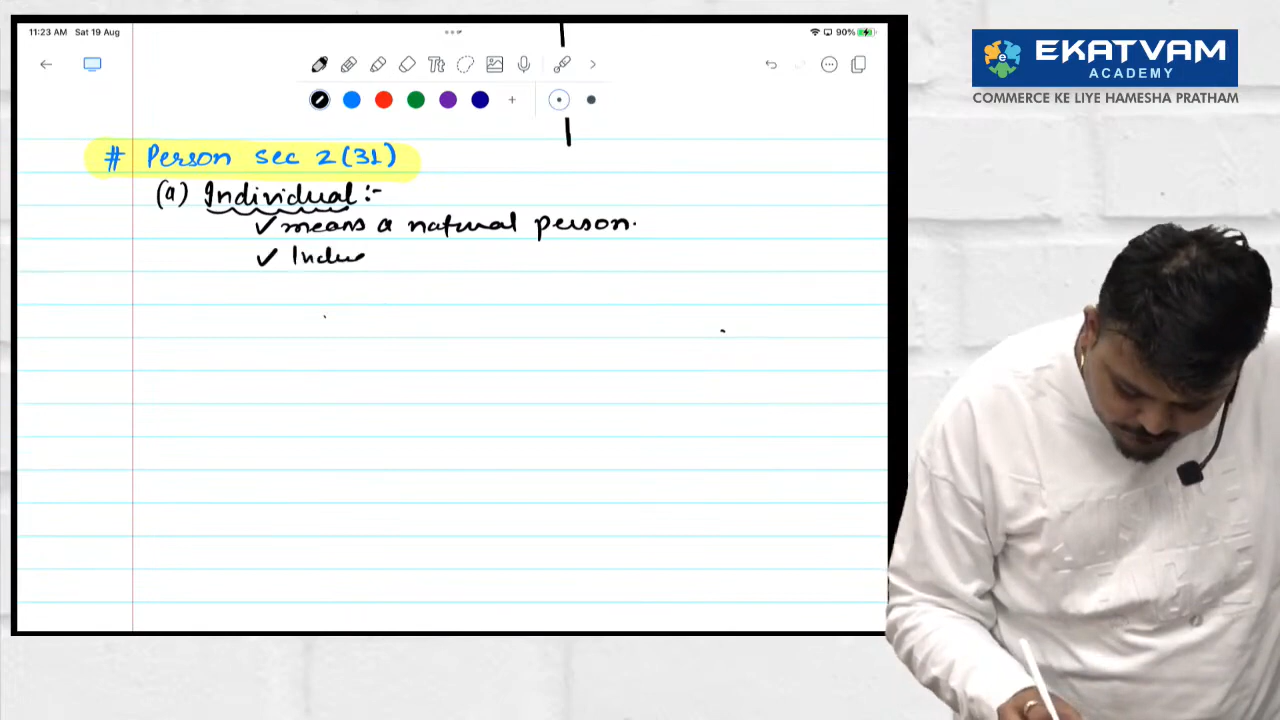 11:23 AM Sat 19 Aug
90%
EKATVAM
ACADEMY
COMMERCE KE LIYE HAMESHA PRATHAM
# Person sec 2(31)
(a) Individual :-
✓ means a natural person.
✓ Inclu